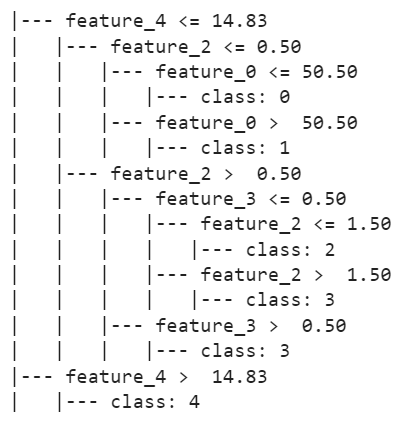 |--- feature_4 <= 14.83
|   |--- feature_2 <= 0.50
|   |   |--- feature_0 <= 50.50
|   |   |   |--- class: 0
|   |   |--- feature_0 >  50.50
|   |   |   |--- class: 1
|   |--- feature_2 >  0.50
|   |   |--- feature_3 <= 0.50
|   |   |   |--- feature_2 <= 1.50
|   |   |   |   |--- class: 2
|   |   |   |--- feature_2 >  1.50
|   |   |   |   |--- class: 3
|   |   |--- feature_3 >  0.50
|   |   |   |--- class: 3
|--- feature_4 >  14.83
|   |--- class: 4